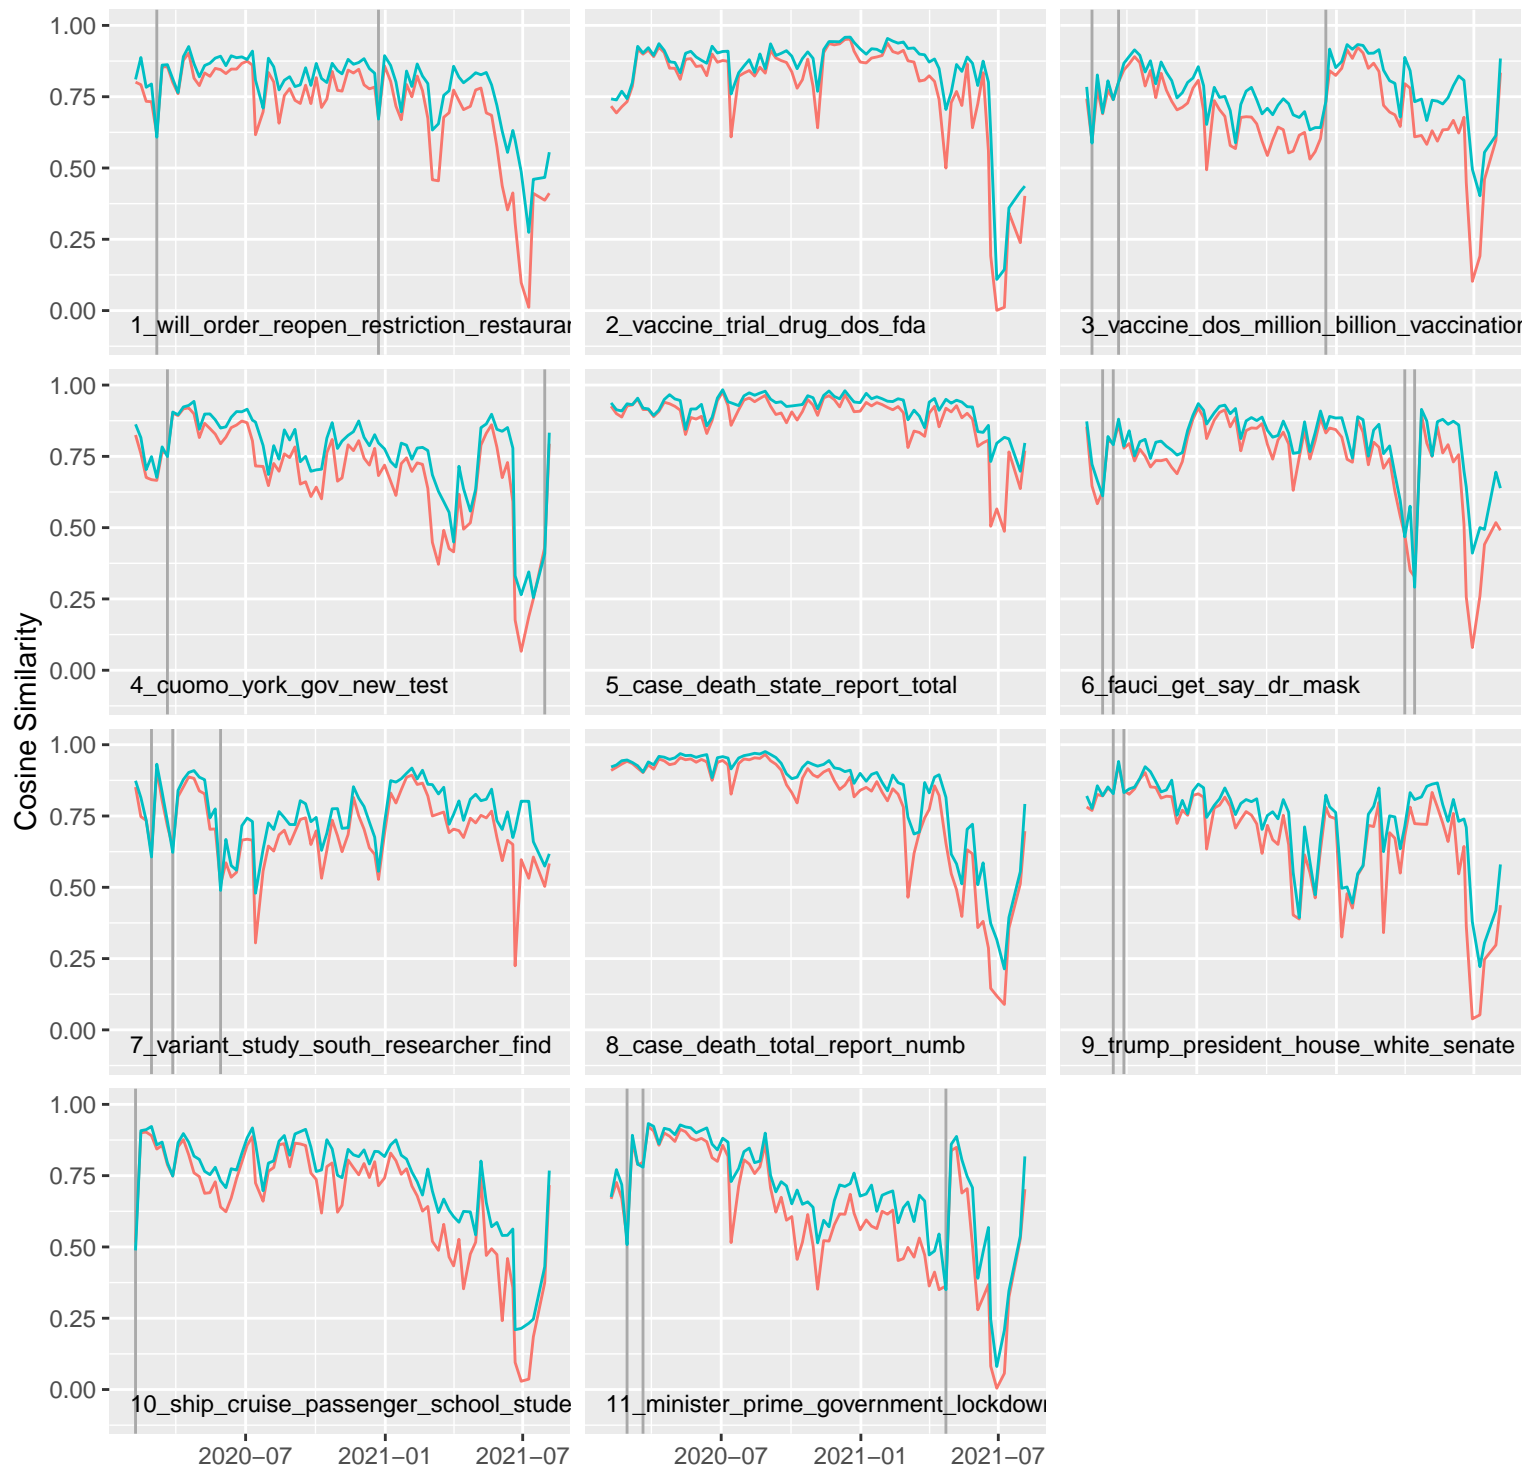 Cosine Similarity
1.00
0.75
0.50
0.25
0.00
1_will_order_reopen_restriction_restauran
2_vaccine_trial_drug_dos_fda
3_vaccine_dos_million_billion_vaccination
1.00
0.75
0.50
0.25
0.00
4_cuomo_york_gov_new_test
5_case_death_state_report_total
6_fauci_get_say_dr_mask
1.00
0.75
0.50
0.25
0.00
7_variant_study_south_researcher_find
8_case_death_total_report_numb
9_trump_president_house_white_senate
1.00
0.75
0.50
0.25
0.00
10_ship_cruise_passenger_school_stude
11_minister_prime_government_lockdown
2020−07 2021−01 2021−07
2020−07 2021−01 2021−07